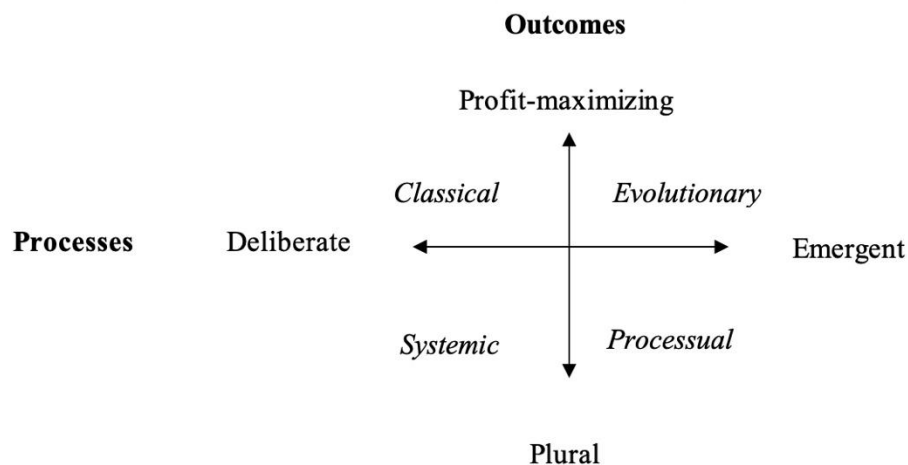 Outcomes
Profit-maximizing
Classical Evolutionary
Processes Deliberate Emergent
Systemic Processual
Plural